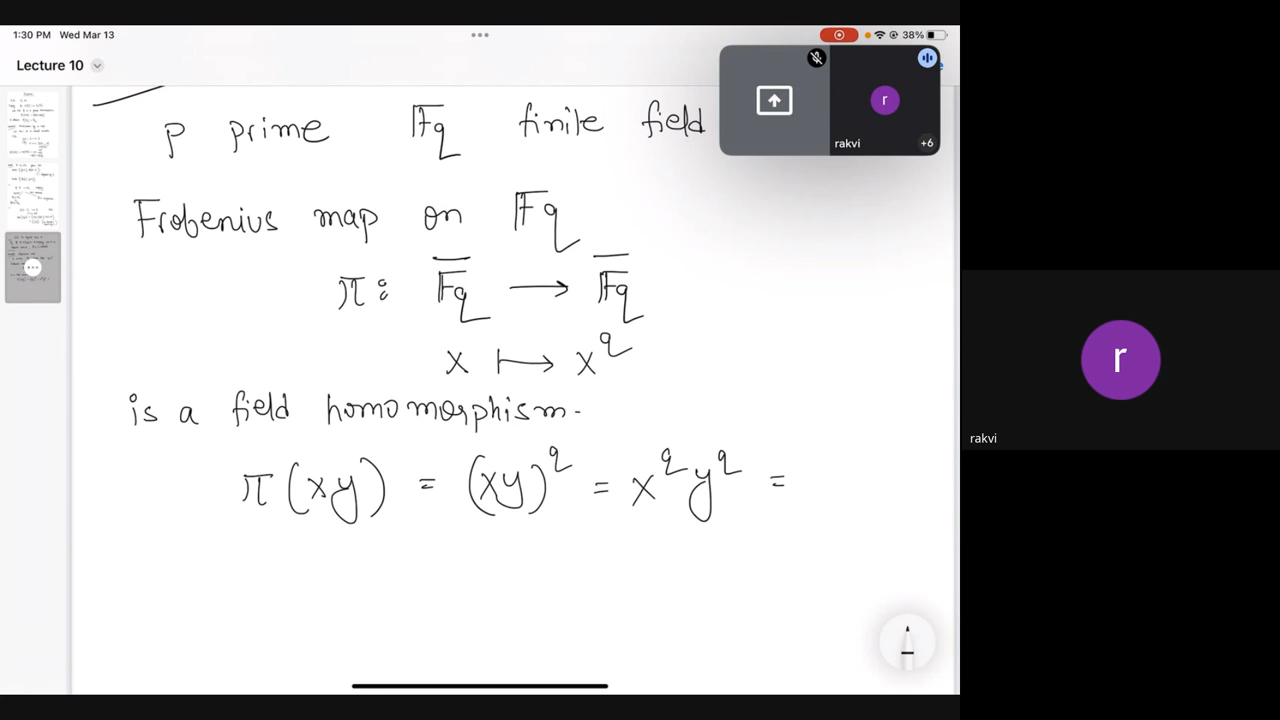 1:30 PM Wed Mar 13
38%
Lecture 10
rakvi
+6
p prime 𝔽q finite field
Frobenius map on 𝔽q
π: 𝔽̅q ⟶ 𝔽̅q
x ⟼ x^q
is a field homomorphism.
π(xy) = (xy)^q = x^q y^q =
r
r
rakvi